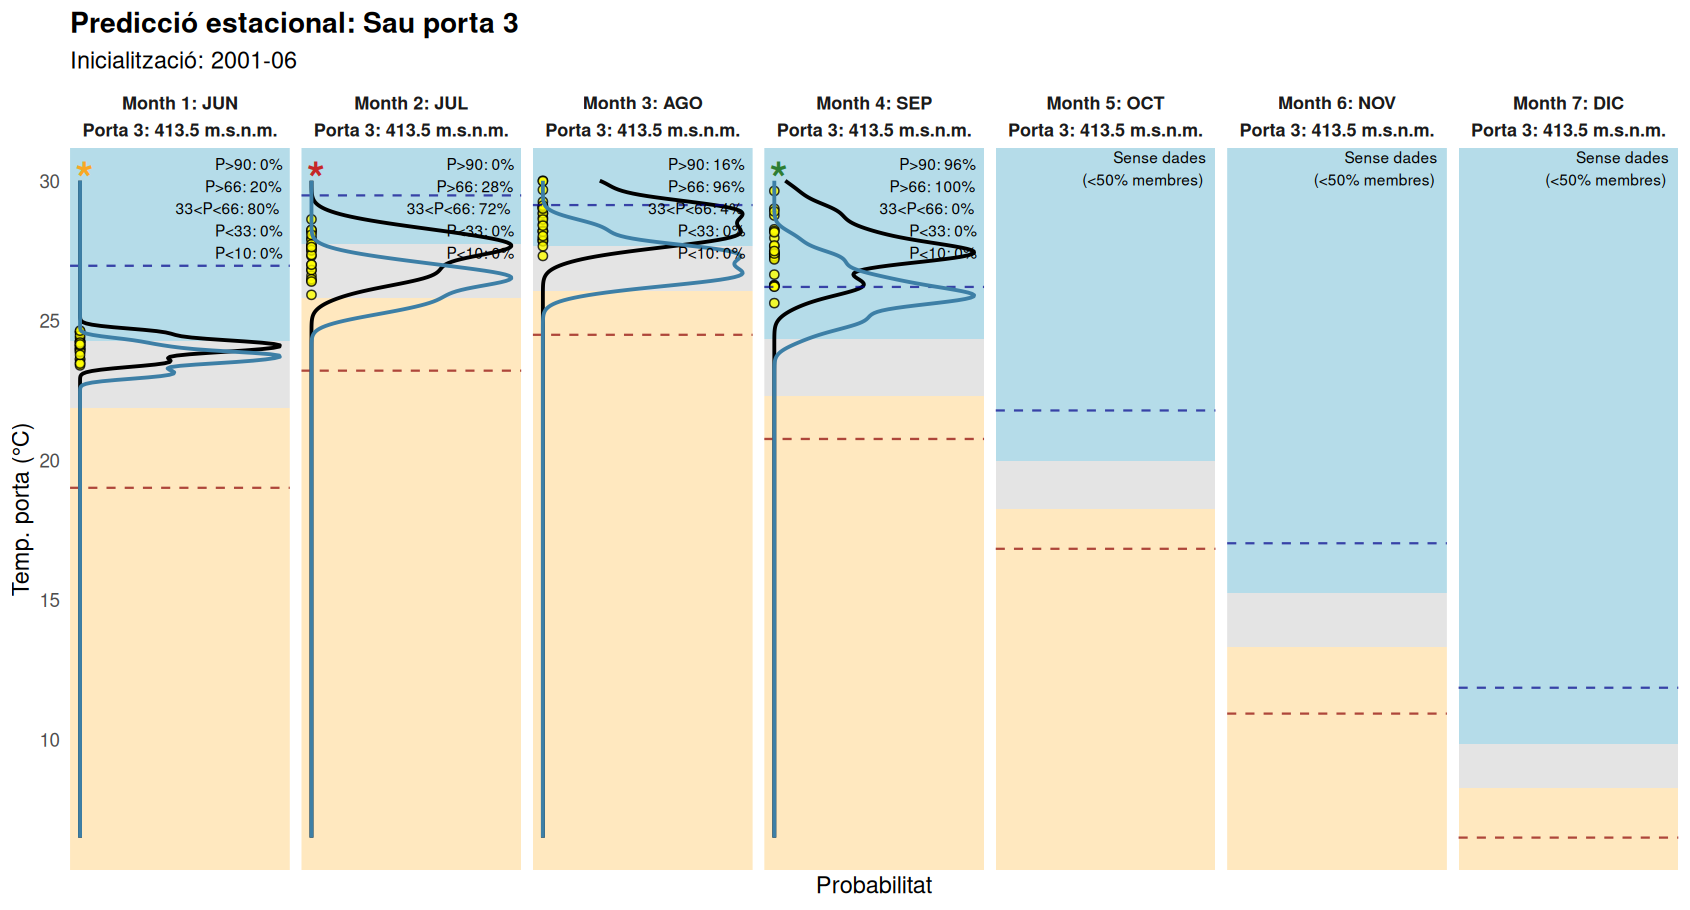 Predicció estacional: Sau porta 3
Inicialització: 2001-06
Month 1: JUN
Porta 3: 413.5 m.s.n.m.
Month 2: JUL
Porta 3: 413.5 m.s.n.m.
Month 3: AGO
Porta 3: 413.5 m.s.n.m.
Month 4: SEP
Porta 3: 413.5 m.s.n.m.
Month 5: OCT
Porta 3: 413.5 m.s.n.m.
Month 6: NOV
Porta 3: 413.5 m.s.n.m.
Month 7: DIC
Porta 3: 413.5 m.s.n.m.
*
P>90: 0%
P>66: 20%
33<P<66: 80%
P<33: 0%
P<10: 0%
*
P>90: 0%
P>66: 28%
33<P<66: 72%
P<33: 0%
P<10: 0%
P>90: 16%
P>66: 96%
33<P<66: 4%
P<33: 0%
P<10: 0%
*
P>90: 96%
P>66: 100%
33<P<66: 0%
P<33: 0%
P<10: 0%
Sense dades
(<50% membres)
Sense dades
(<50% membres)
Sense dades
(<50% membres)
30
25
20
15
10
Temp. porta (°C)
Probabilitat